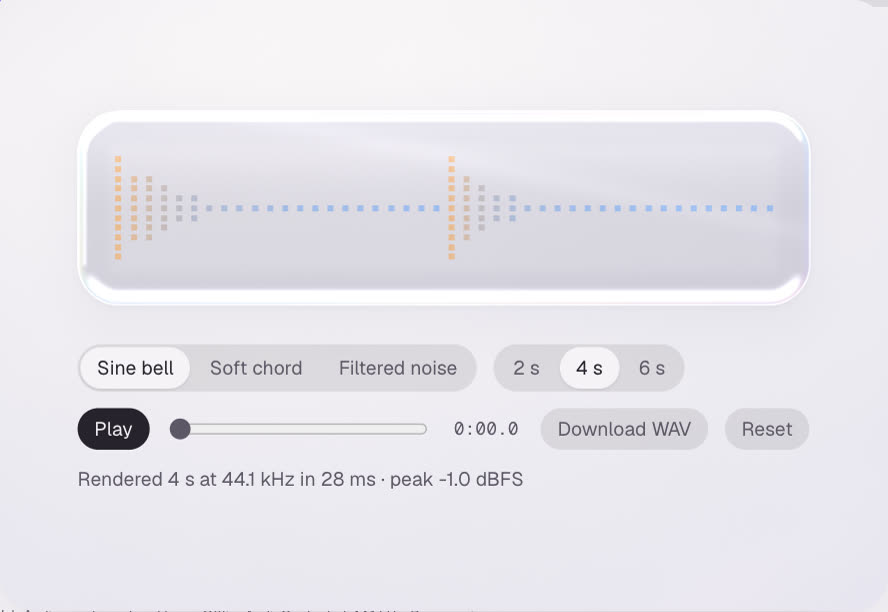 Sine bell Soft chord Filtered noise 2 s 4 s 6 s
Play 0:00.0 Download WAV Reset
Rendered 4 s at 44.1 kHz in 28 ms · peak -1.0 dBFS